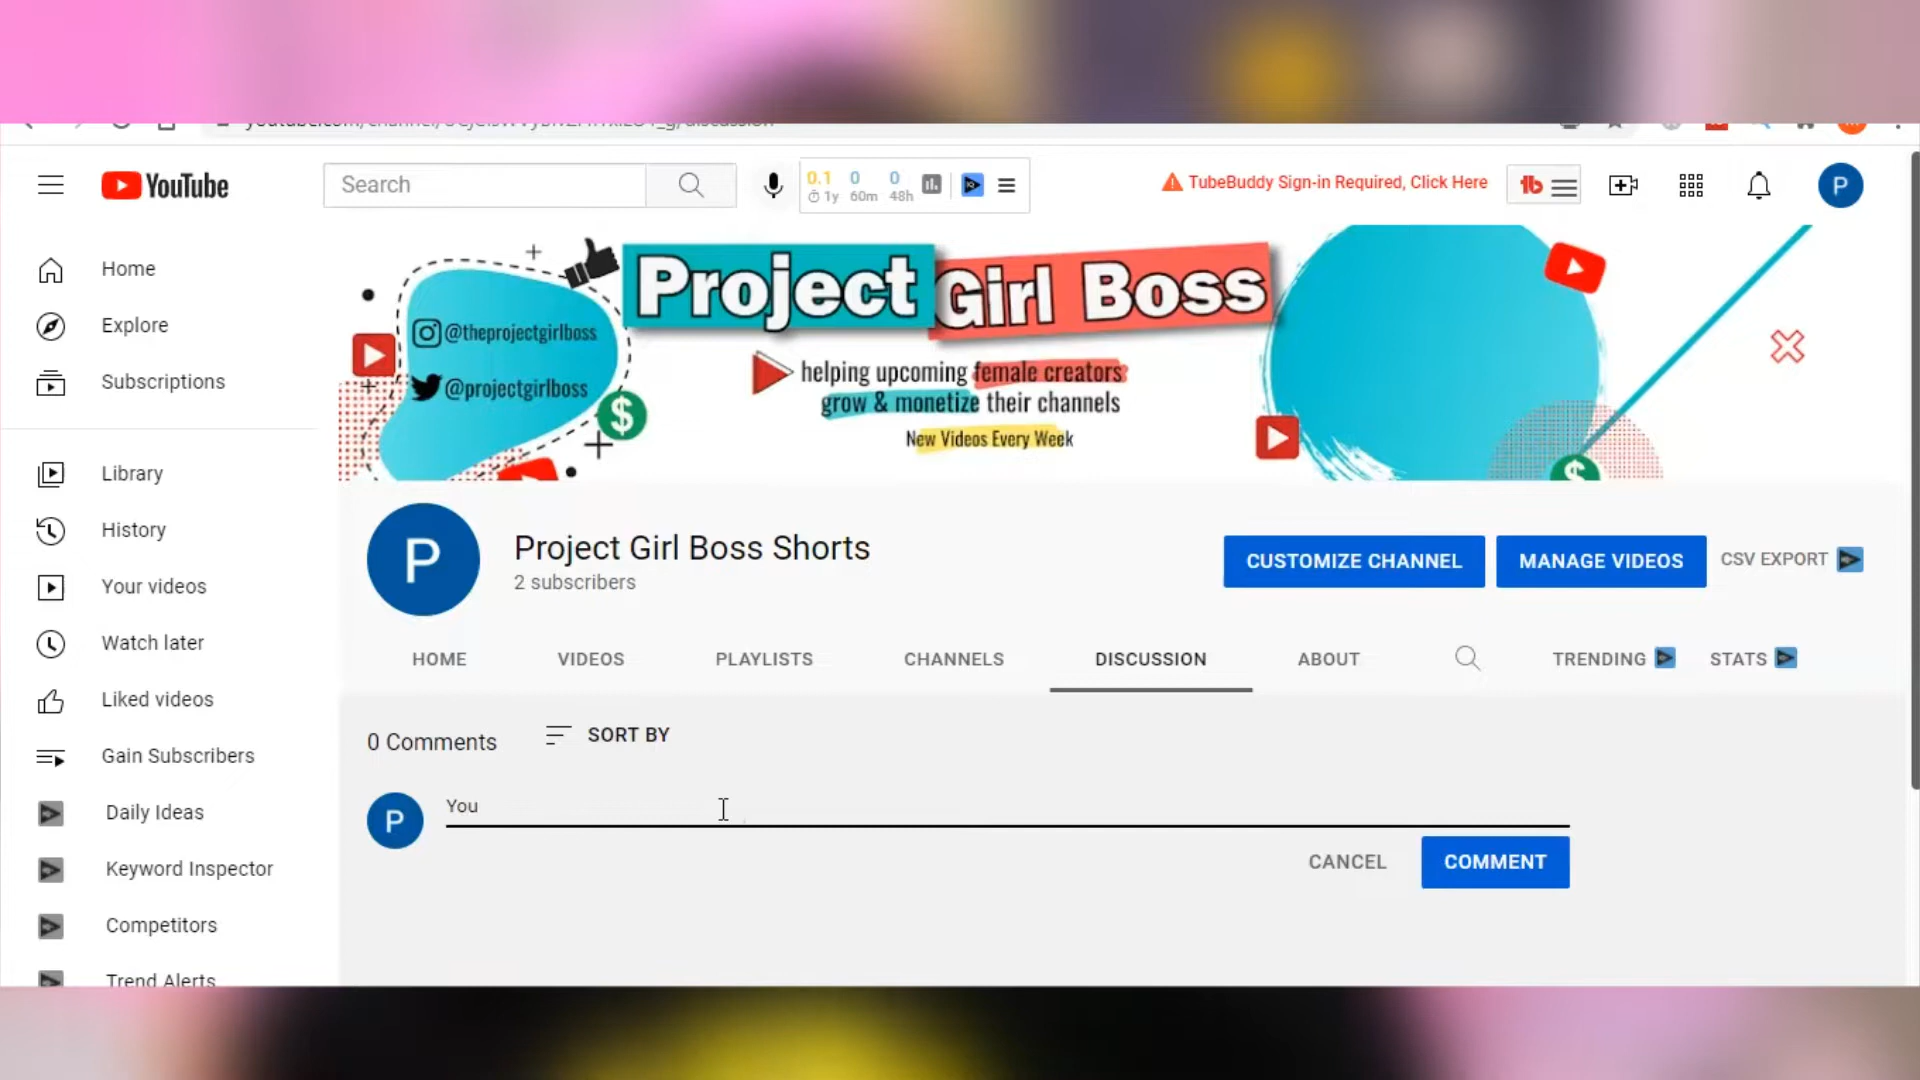 YouTube
Search
0.1 0 0
1y 60m 48h
TubeBuddy Sign-in Required, Click Here
tb
P
Home
Explore
Subscriptions
Library
History
Your videos
Watch later
Liked videos
Gain Subscribers
Daily Ideas
Keyword Inspector
Competitors
Trend Alerts
Project Girl Boss
@theprojectgirlboss
@projectgirlboss
$
helping upcoming female creators
grow & monetize their channels
New Videos Every Week
$
P
Project Girl Boss Shorts
2 subscribers
CUSTOMIZE CHANNEL
MANAGE VIDEOS
CSV EXPORT
HOME VIDEOS PLAYLISTS CHANNELS DISCUSSION ABOUT TRENDING STATS
0 Comments
SORT BY
P
You
CANCEL
COMMENT